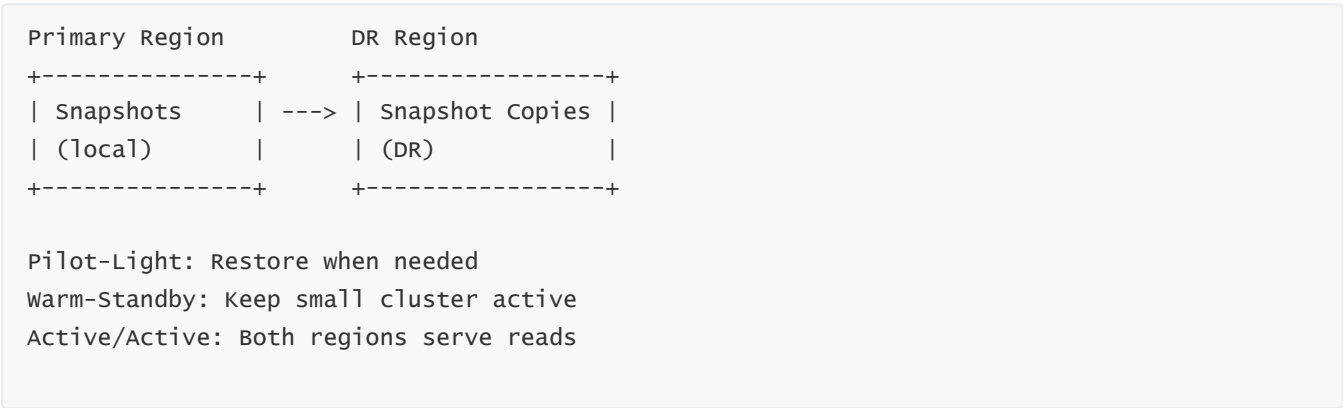 Primary Region             DR Region
+---------------+      +-----------------+
| Snapshots     | ---> | Snapshot Copies |
| (local)       |      | (DR)            |
+---------------+      +-----------------+

Pilot-Light: Restore when needed
Warm-Standby: Keep small cluster active
Active/Active: Both regions serve reads